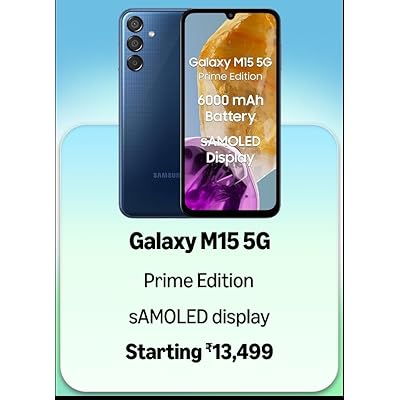 Galaxy M15 5G
Prime Edition
6000 mAh
Battery
sAMOLED
Display
SAMSUNG
Galaxy M15 5G
Prime Edition
sAMOLED display
Starting ₹13,499